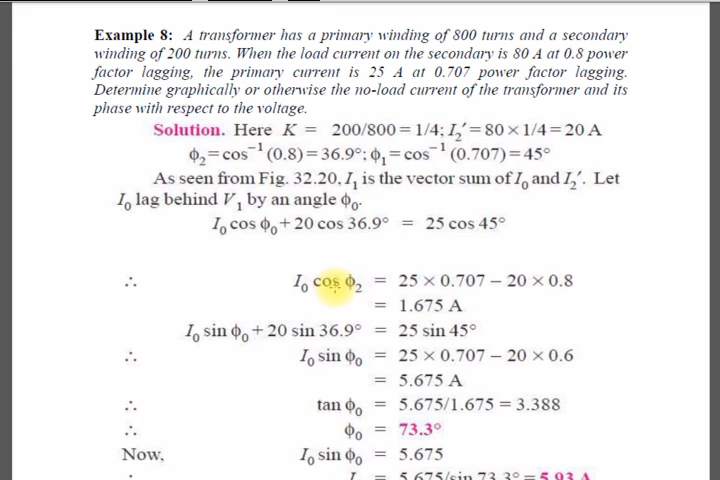 Example 8: A transformer has a primary winding of 800 turns and a secondary
winding of 200 turns. When the load current on the secondary is 80 A at 0.8 power
factor lagging, the primary current is 25 A at 0.707 power factor lagging.
Determine graphically or otherwise the no-load current of the transformer and its
phase with respect to the voltage.
Solution. Here K = 200/800 = 1/4; I₂′ = 80 × 1/4 = 20 A
ϕ₂ = cos⁻¹ (0.8) = 36.9°; ϕ₁ = cos⁻¹ (0.707) = 45°
As seen from Fig. 32.20, I₁ is the vector sum of I₀ and I₂′. Let
I₀ lag behind V₁ by an angle ϕ₀.
I₀ cos ϕ₀ + 20 cos 36.9° = 25 cos 45°
∴ I₀ cos ϕ₂ = 25 × 0.707 – 20 × 0.8
= 1.675 A
I₀ sin ϕ₀ + 20 sin 36.9° = 25 sin 45°
∴ I₀ sin ϕ₀ = 25 × 0.707 – 20 × 0.6
= 5.675 A
∴ tan ϕ₀ = 5.675/1.675 = 3.388
∴ ϕ₀ = 73.3°
Now, I₀ sin ϕ₀ = 5.675
= 5.675/sin 73.3° = 5.93 A